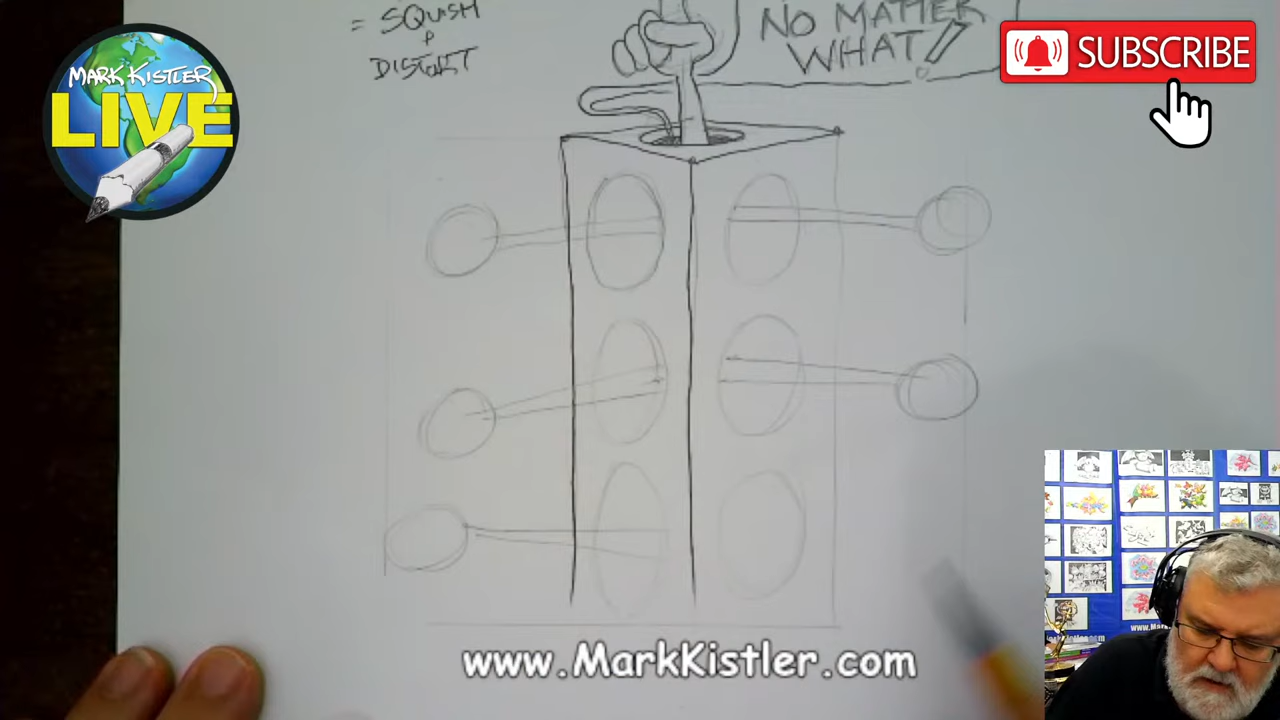 = SQUISH
&
DISTORT
NO MATTER
WHAT!
MARK KISTLER
LIVE
SUBSCRIBE
www.MarkKistler.com